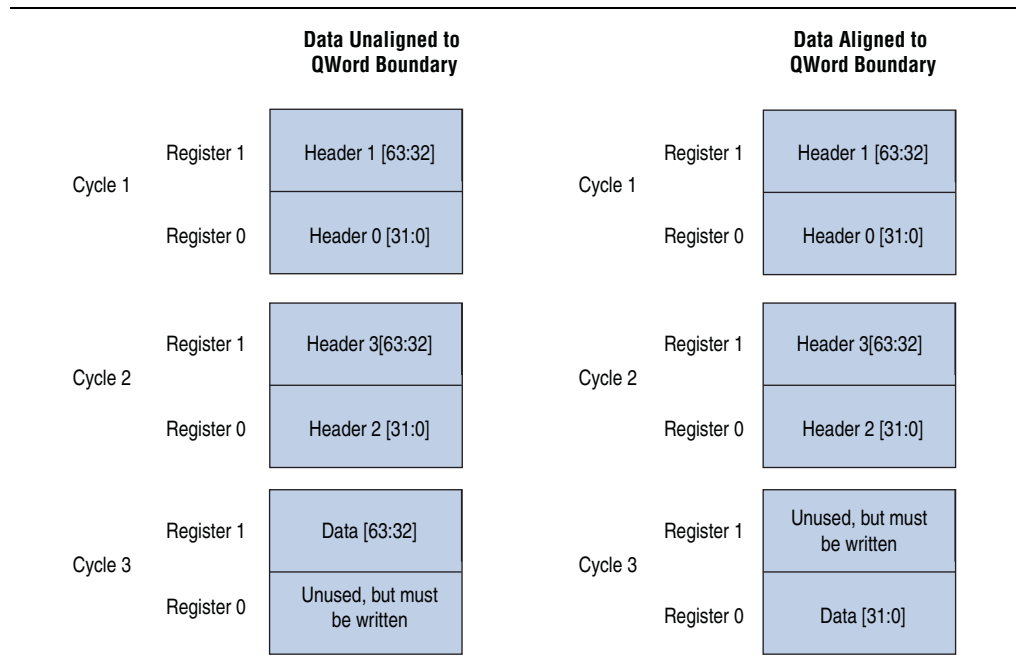 Data Unaligned to
QWord Boundary
Register 1
Header 1 [63:32]
Cycle 1
Register 0
Header 0 [31:0]
Register 1
Header 3[63:32]
Cycle 2
Register 0
Header 2 [31:0]
Register 1
Data [63:32]
Cycle 3
Register 0
Unused, but must
be written
Data Aligned to
QWord Boundary
Register 1
Header 1 [63:32]
Cycle 1
Register 0
Header 0 [31:0]
Register 1
Header 3[63:32]
Cycle 2
Register 0
Header 2 [31:0]
Register 1
Unused, but must
be written
Cycle 3
Register 0
Data [31:0]